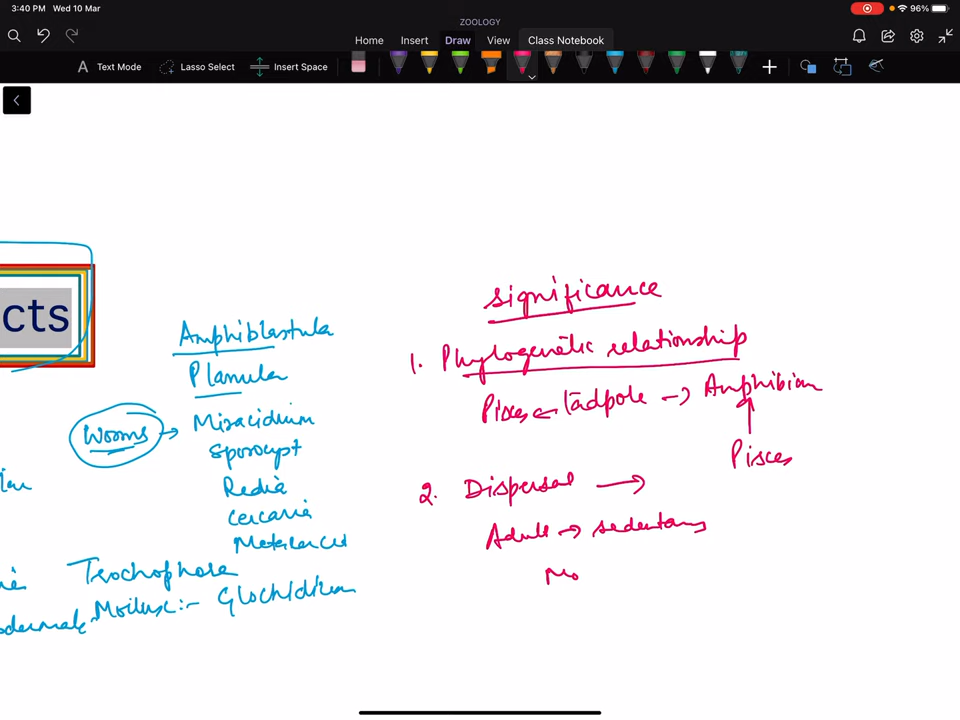 3:40 PM Wed 10 Mar
96%
ZOOLOGY
Home Insert Draw View Class Notebook
Text Mode Lasso Select Insert Space
cts
Amphiblastula
Planula
Worms → Miracidium
Sporocyst
Redia
Cercaria
Trochophore
Mollusc:- Glochidium
significance
1. Phylogenetic relationship
Pisces ← Tadpole → Amphibian
Pisces
2. Dispersal →
Adult → sedentary
Mo